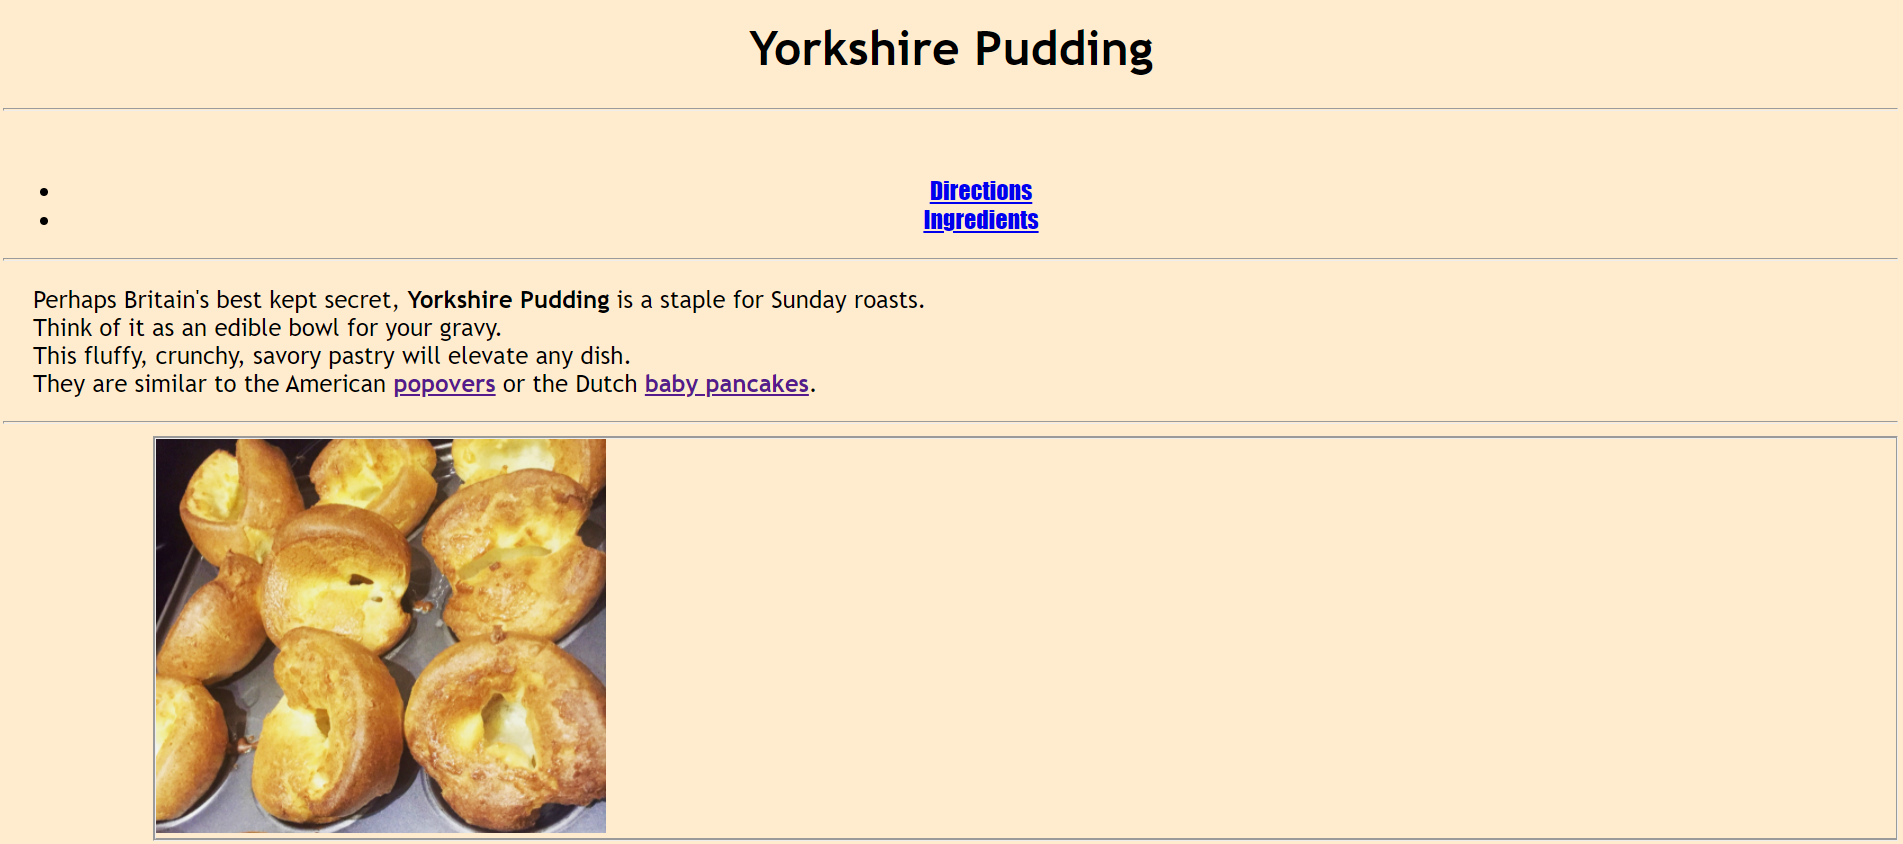 Yorkshire Pudding
Directions
Ingredients
Perhaps Britain's best kept secret, Yorkshire Pudding is a staple for Sunday roasts.
Think of it as an edible bowl for your gravy.
This fluffy, crunchy, savory pastry will elevate any dish.
They are similar to the American popovers or the Dutch baby pancakes.